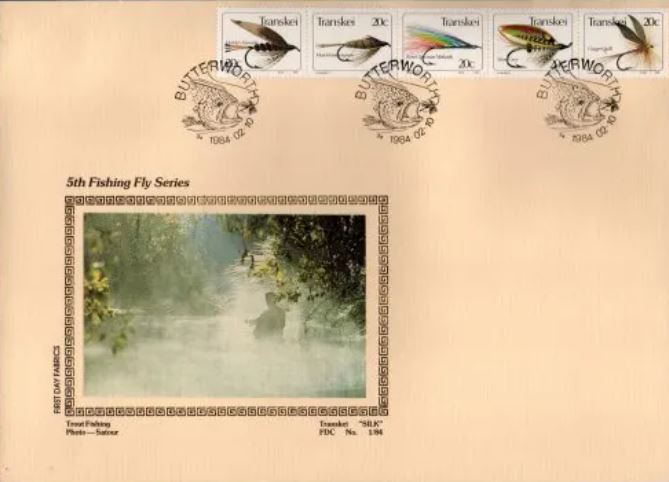 Transkei
20c
Transkei 20c
Transkei
20c
Transkei
Transkei 20c
BUTTERWORTH
1984·02·10
BUTTERWORTH
1984·02·10
BUTTERWORTH
1984·02·10
5th Fishing Fly Series
FIRST DAY FABRICS
Trout Fishing
Photo — Satour
Transkei "SILK"
FDC No. 1/84